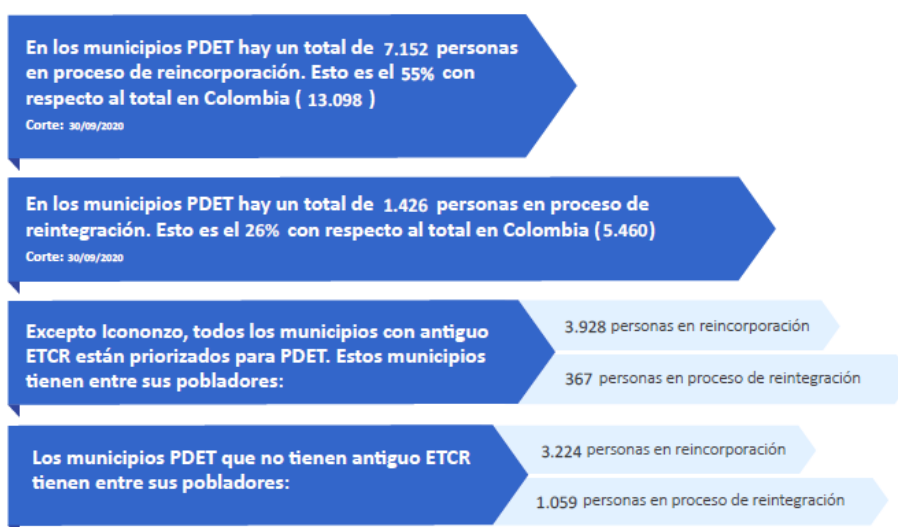 En los municipios PDET hay un total de 7.152 personas
en proceso de reincorporación. Esto es el 55% con
respecto al total en Colombia ( 13.098 )
Corte: 30/09/2020
En los municipios PDET hay un total de 1.426 personas en proceso de
reintegración. Esto es el 26% con respecto al total en Colombia (5.460)
Corte: 30/09/2020
Excepto Icononzo, todos los municipios con antiguo
ETCR están priorizados para PDET. Estos municipios
tienen entre sus pobladores:
3.928 personas en reincorporación
367 personas en proceso de reintegración
Los municipios PDET que no tienen antiguo ETCR
tienen entre sus pobladores:
3.224 personas en reincorporación
1.059 personas en proceso de reintegración